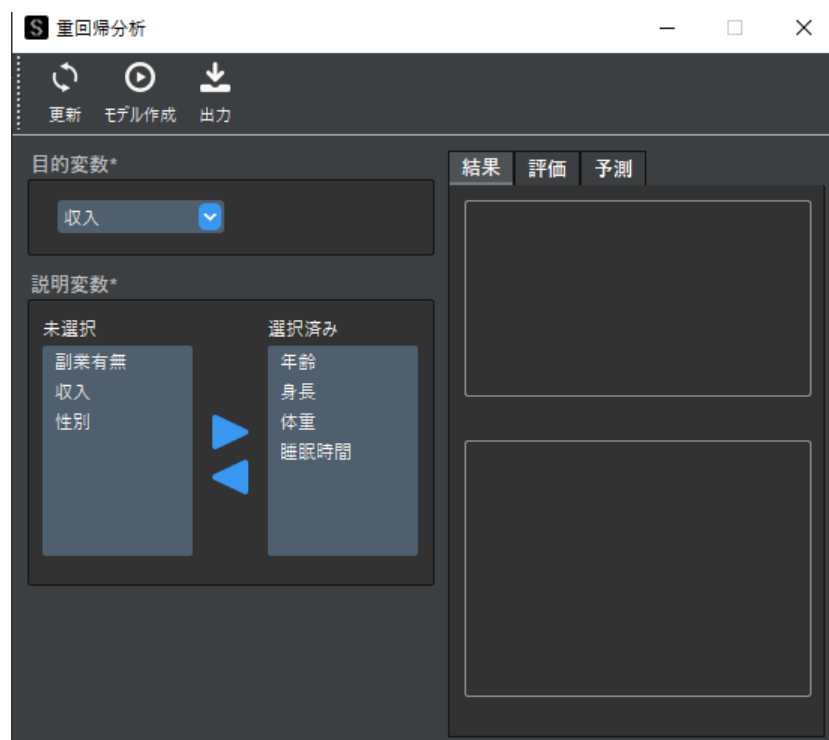 S 重回帰分析
更新 モデル作成 出力
目的変数*
収入
説明変数*
未選択
副業有無
収入
性別
選択済み
年齢
身長
体重
睡眠時間
結果 評価 予測